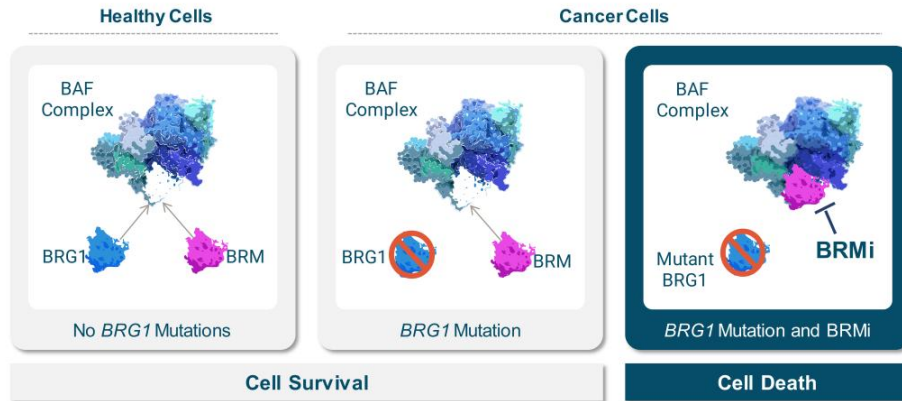 Healthy Cells
Cancer Cells
BAF
Complex
BRG1
BRM
No BRG1 Mutations
BAF
Complex
BRG1
BRM
BRG1 Mutation
BAF
Complex
Mutant
BRG1
BRMi
BRG1 Mutation and BRMi
Cell Survival
Cell Death